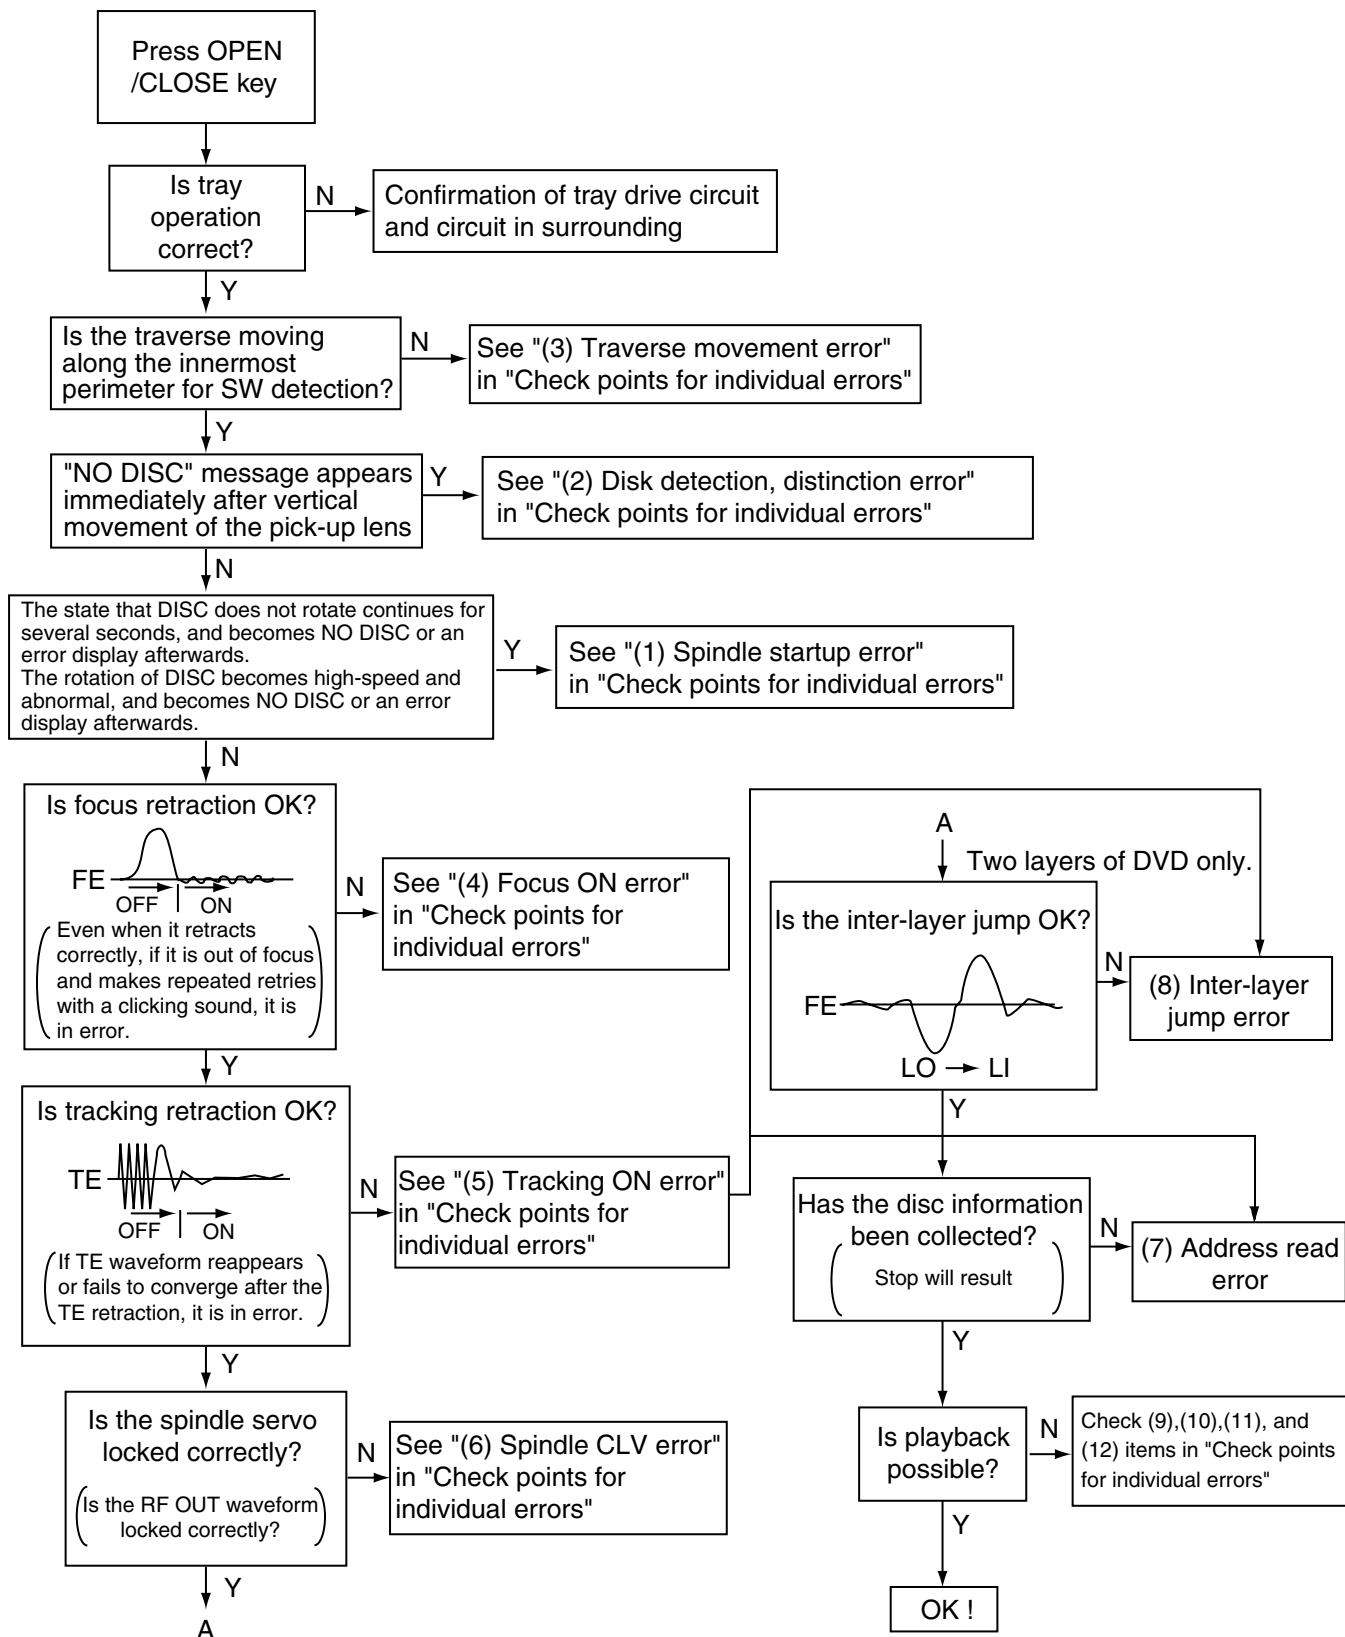 Press OPEN
/CLOSE key
Is tray
operation
correct?
N
Confirmation of tray drive circuit
and circuit in surrounding
Y
Is the traverse moving
along the innermost
perimeter for SW detection?
N
See "(3) Traverse movement error"
in "Check points for individual errors"
Y
"NO DISC" message appears
immediately after vertical
movement of the pick-up lens
Y
See "(2) Disk detection, distinction error"
in "Check points for individual errors"
N
The state that DISC does not rotate continues for
several seconds, and becomes NO DISC or an
error display afterwards.
The rotation of DISC becomes high-speed and
abnormal, and becomes NO DISC or an error
display afterwards.
Y
See "(1) Spindle startup error"
in "Check points for individual errors"
N
Is focus retraction OK?
FE
OFF
ON
Even when it retracts
correctly, if it is out of focus
and makes repeated retries
with a clicking sound, it is
in error.
N
See "(4) Focus ON error"
in "Check points for
individual errors"
Y
Is tracking retraction OK?
TE
OFF
ON
If TE waveform reappears
or fails to converge after the
TE retraction, it is in error.
N
See "(5) Tracking ON error"
in "Check points for
individual errors"
Y
Is the spindle servo
locked correctly?
Is the RF OUT waveform
locked correctly?
N
See "(6) Spindle CLV error"
in "Check points for
individual errors"
Y
A
A
Two layers of DVD only.
Is the inter-layer jump OK?
FE
LO
LI
N
(8) Inter-layer
jump error
Y
Has the disc information
been collected?
Stop will result
N
(7) Address read
error
Y
Is playback
possible?
N
Check (9),(10),(11), and
(12) items in "Check points
for individual errors"
Y
OK !